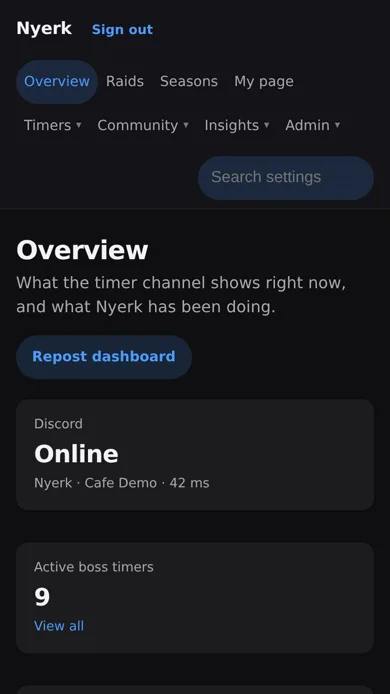 Nyerk Sign out
Overview Raids Seasons My page
Timers ▾ Community ▾ Insights ▾ Admin ▾
Search settings
Overview
What the timer channel shows right now,
and what Nyerk has been doing.
Repost dashboard
Discord
Online
Nyerk · Cafe Demo · 42 ms
Active boss timers
9
View all